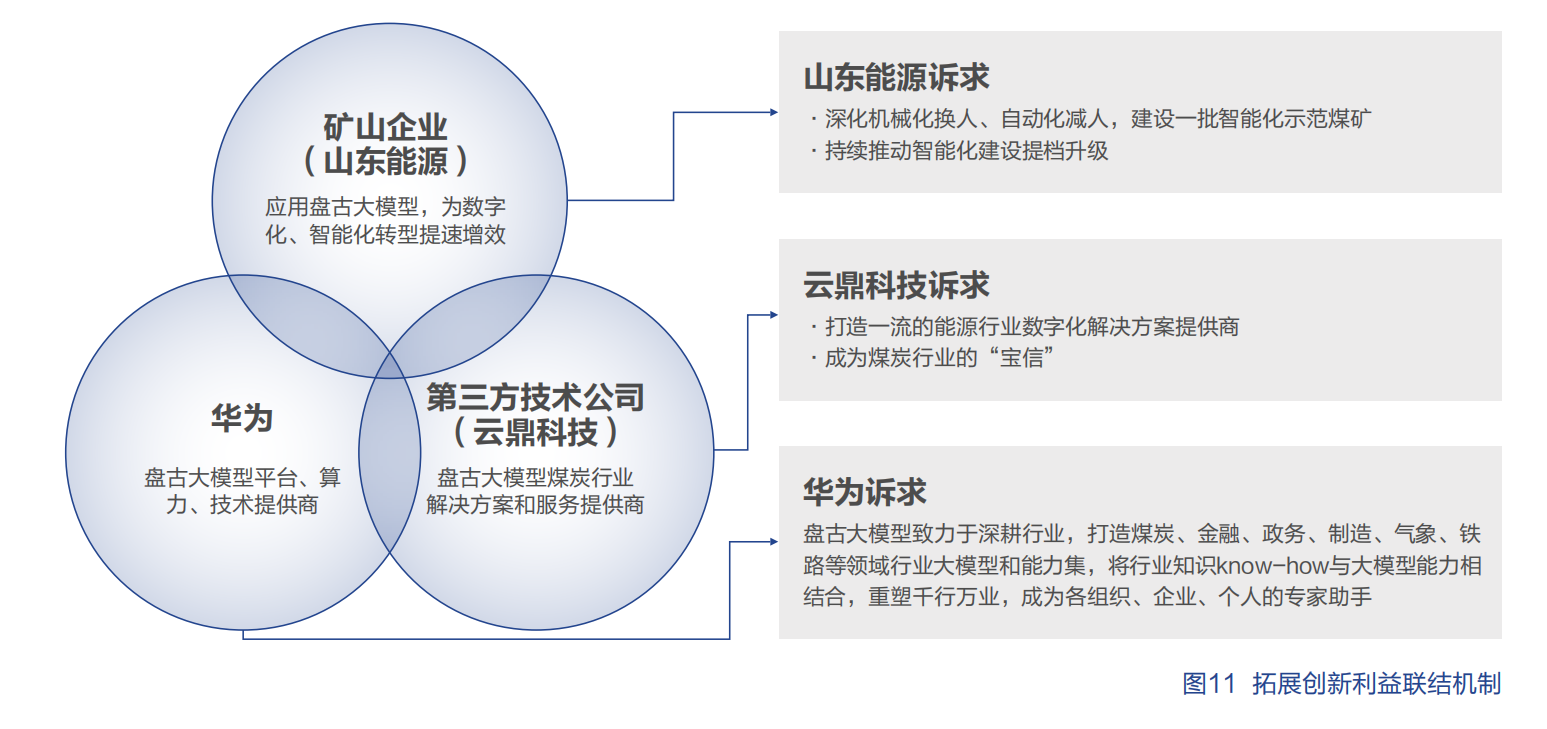 矿山企业
（山东能源）
应用盘古大模型，为数字
化、智能化转型提速增效
华为
盘古大模型平台、算
力、技术提供商
第三方技术公司
（云鼎科技）
盘古大模型煤炭行业
解决方案和服务提供商
山东能源诉求
·深化机械化换人、自动化减人，建设一批智能化示范煤矿
·持续推动智能化建设提档升级
云鼎科技诉求
·打造一流的能源行业数字化解决方案提供商
·成为煤炭行业的“宝信”
华为诉求
盘古大模型致力于深耕行业，打造煤炭、金融、政务、制造、气象、铁
路等领域行业大模型和能力集，将行业知识know-how与大模型能力相
结合，重塑千行万业，成为各组织、企业、个人的专家助手
图11 拓展创新利益联结机制